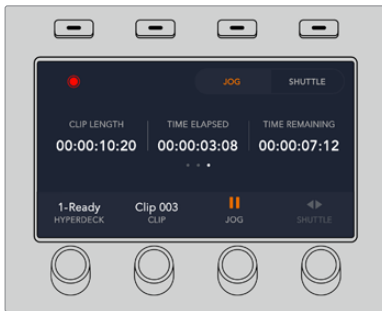 JOG SHUTTLE
CLIP LENGTH TIME ELAPSED TIME REMAINING
00:00:10:20 00:00:03:08 00:00:07:12
1-Ready Clip 003
HYPERDECK CLIP JOG SHUTTLE